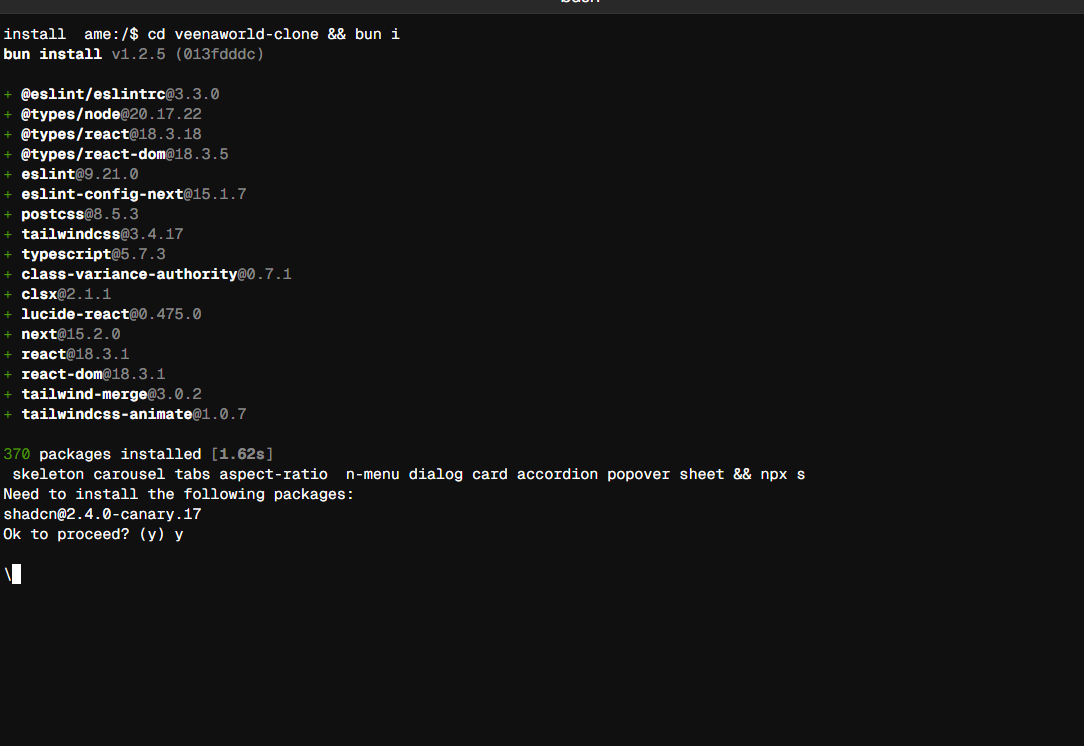 install  ame:/$ cd veenaworld-clone && bun i
bun install v1.2.5 (013fdddc)
+ @eslint/eslintrc@3.3.0
+ @types/node@20.17.22
+ @types/react@18.3.18
+ @types/react-dom@18.3.5
+ eslint@9.21.0
+ eslint-config-next@15.1.7
+ postcss@8.5.3
+ tailwindcss@3.4.17
+ typescript@5.7.3
+ class-variance-authority@0.7.1
+ clsx@2.1.1
+ lucide-react@0.475.0
+ next@15.2.0
+ react@18.3.1
+ react-dom@18.3.1
+ tailwind-merge@3.0.2
+ tailwindcss-animate@1.0.7
370 packages installed [1.62s]
skeleton carousel tabs aspect-ratio  n-menu dialog card accordion popover sheet && npx s
Need to install the following packages:
shadcn@2.4.0-canary.17
Ok to proceed? (y) y
\